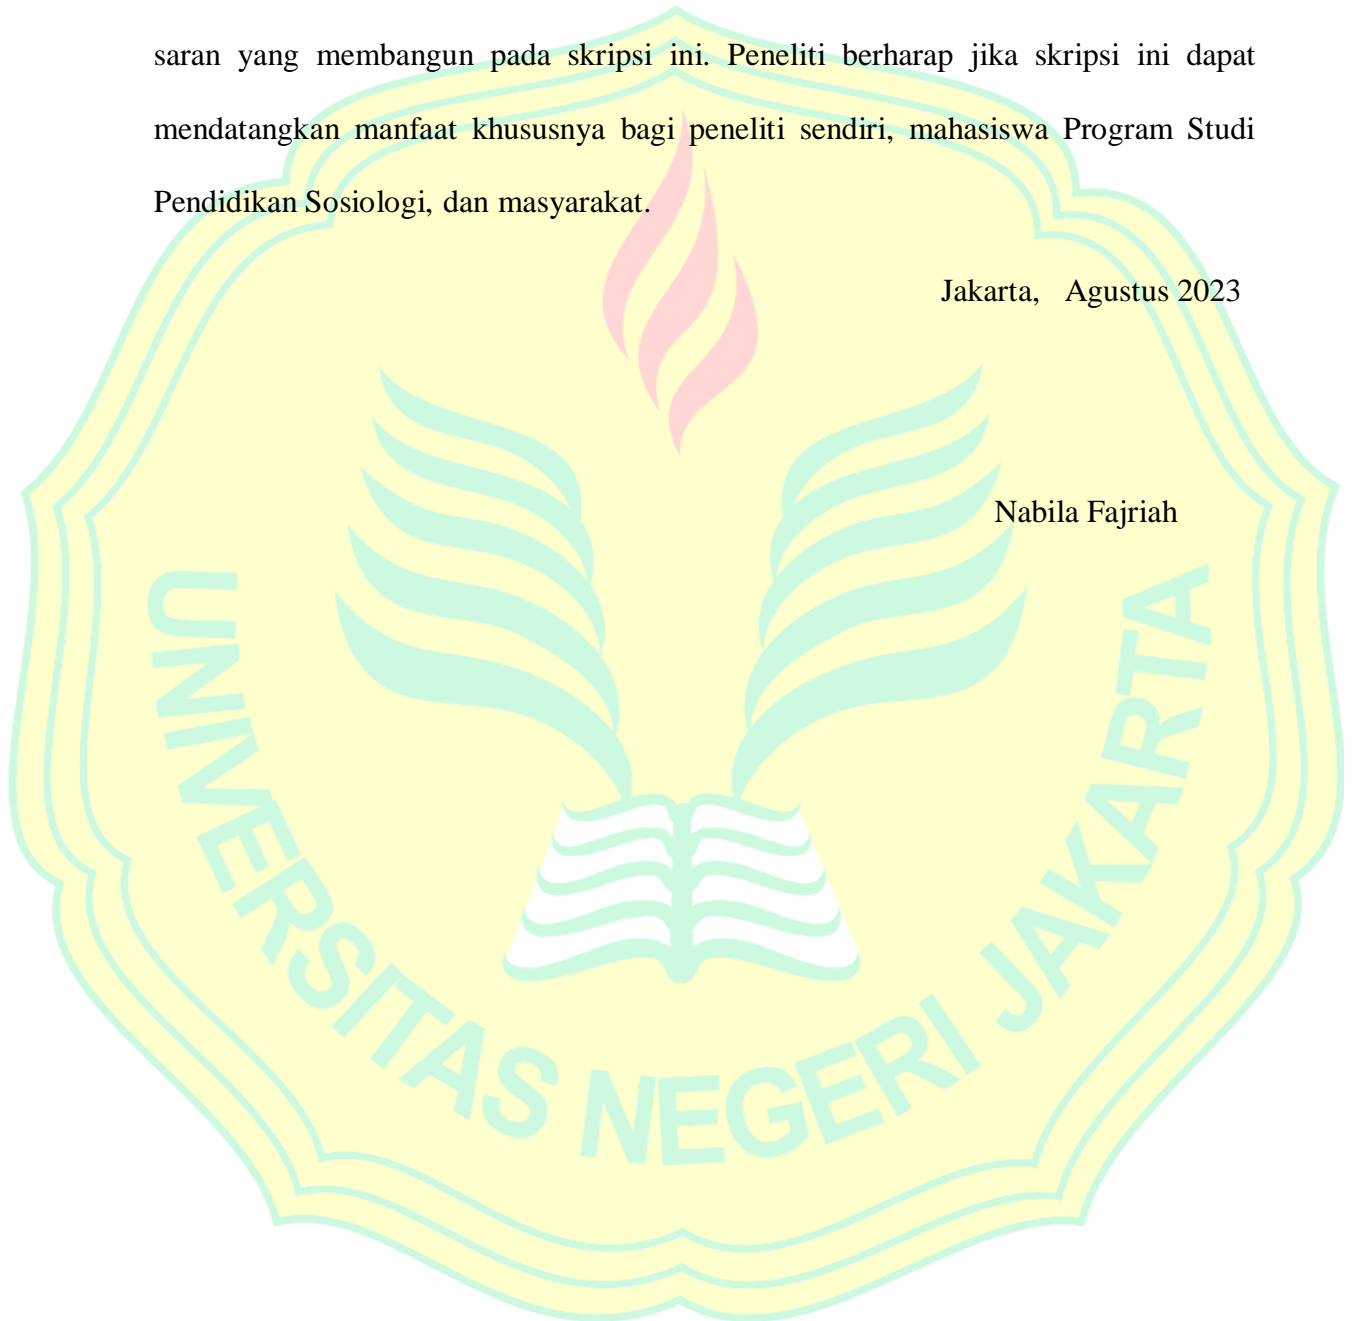 saran yang membangun pada skripsi ini. Peneliti berharap jika skripsi ini dapat
mendatangkan manfaat khususnya bagi peneliti sendiri, mahasiswa Program Studi
Pendidikan Sosiologi, dan masyarakat.
Jakarta,   Agustus 2023
Nabila Fajriah
UNIVERSITAS NEGERI JAKARTA